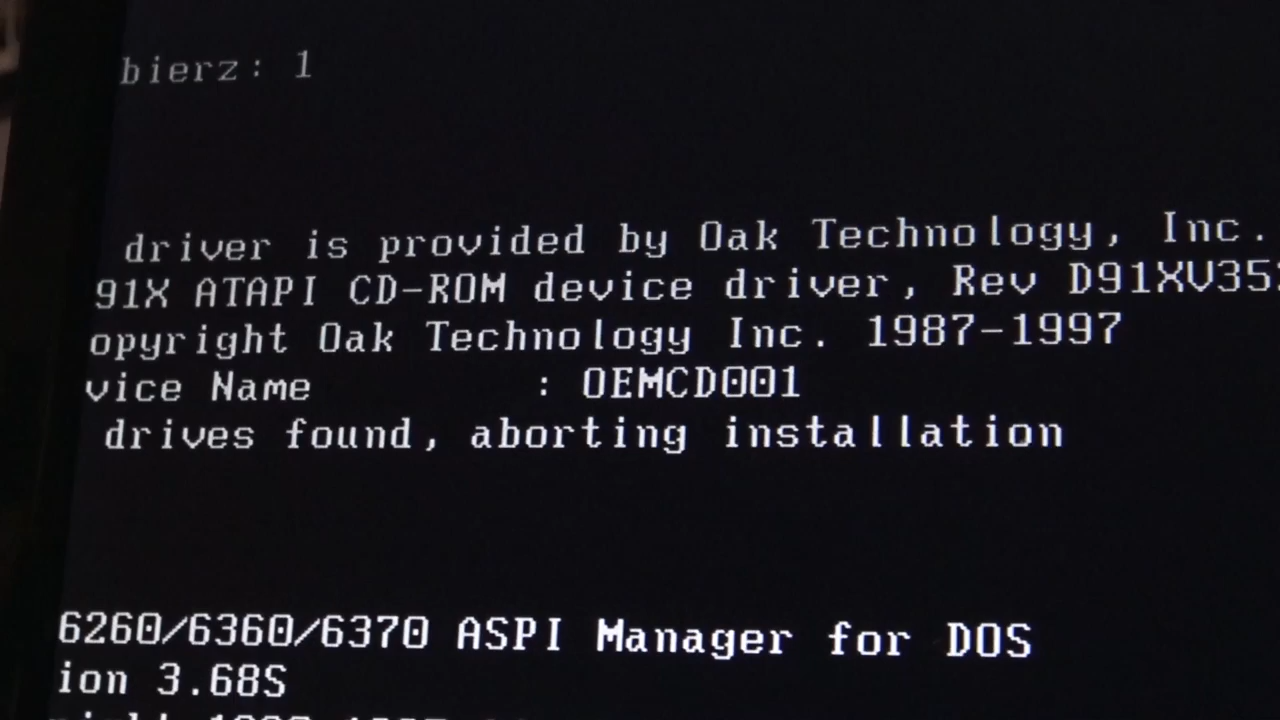 bierz: 1
driver is provided by Oak Technology, Inc.
91X ATAPI CD-ROM device driver, Rev D91XV35
opyright Oak Technology Inc. 1987-1997
vice Name : OEMCD001
drives found, aborting installation
6260/6360/6370 ASPI Manager for DOS
ion 3.68S